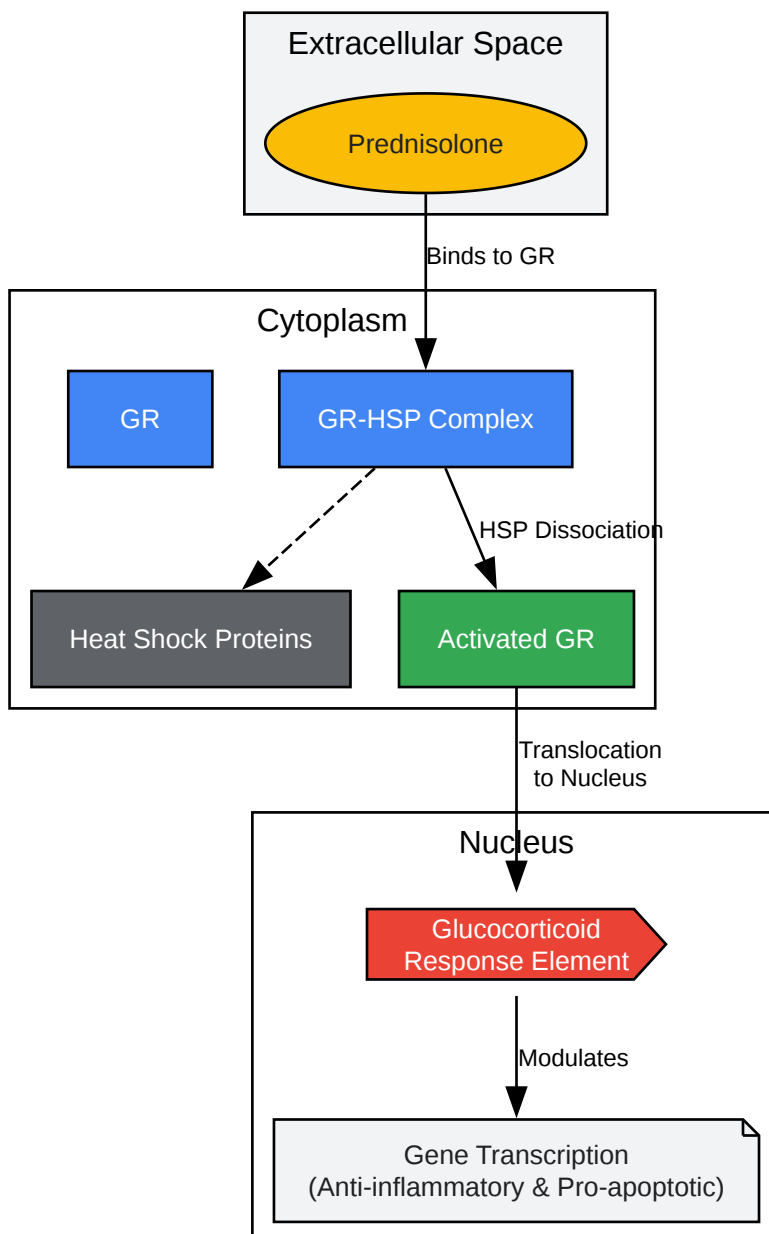 Extracellular Space
Prednisolone
Binds to GR
Cytoplasm
GR
GR-HSP Complex
HSP Dissociation
Heat Shock Proteins
Activated GR
Translocation
to Nucleus
Nucleus
Glucocorticoid
Response Element
Modulates
Gene Transcription
(Anti-inflammatory & Pro-apoptotic)